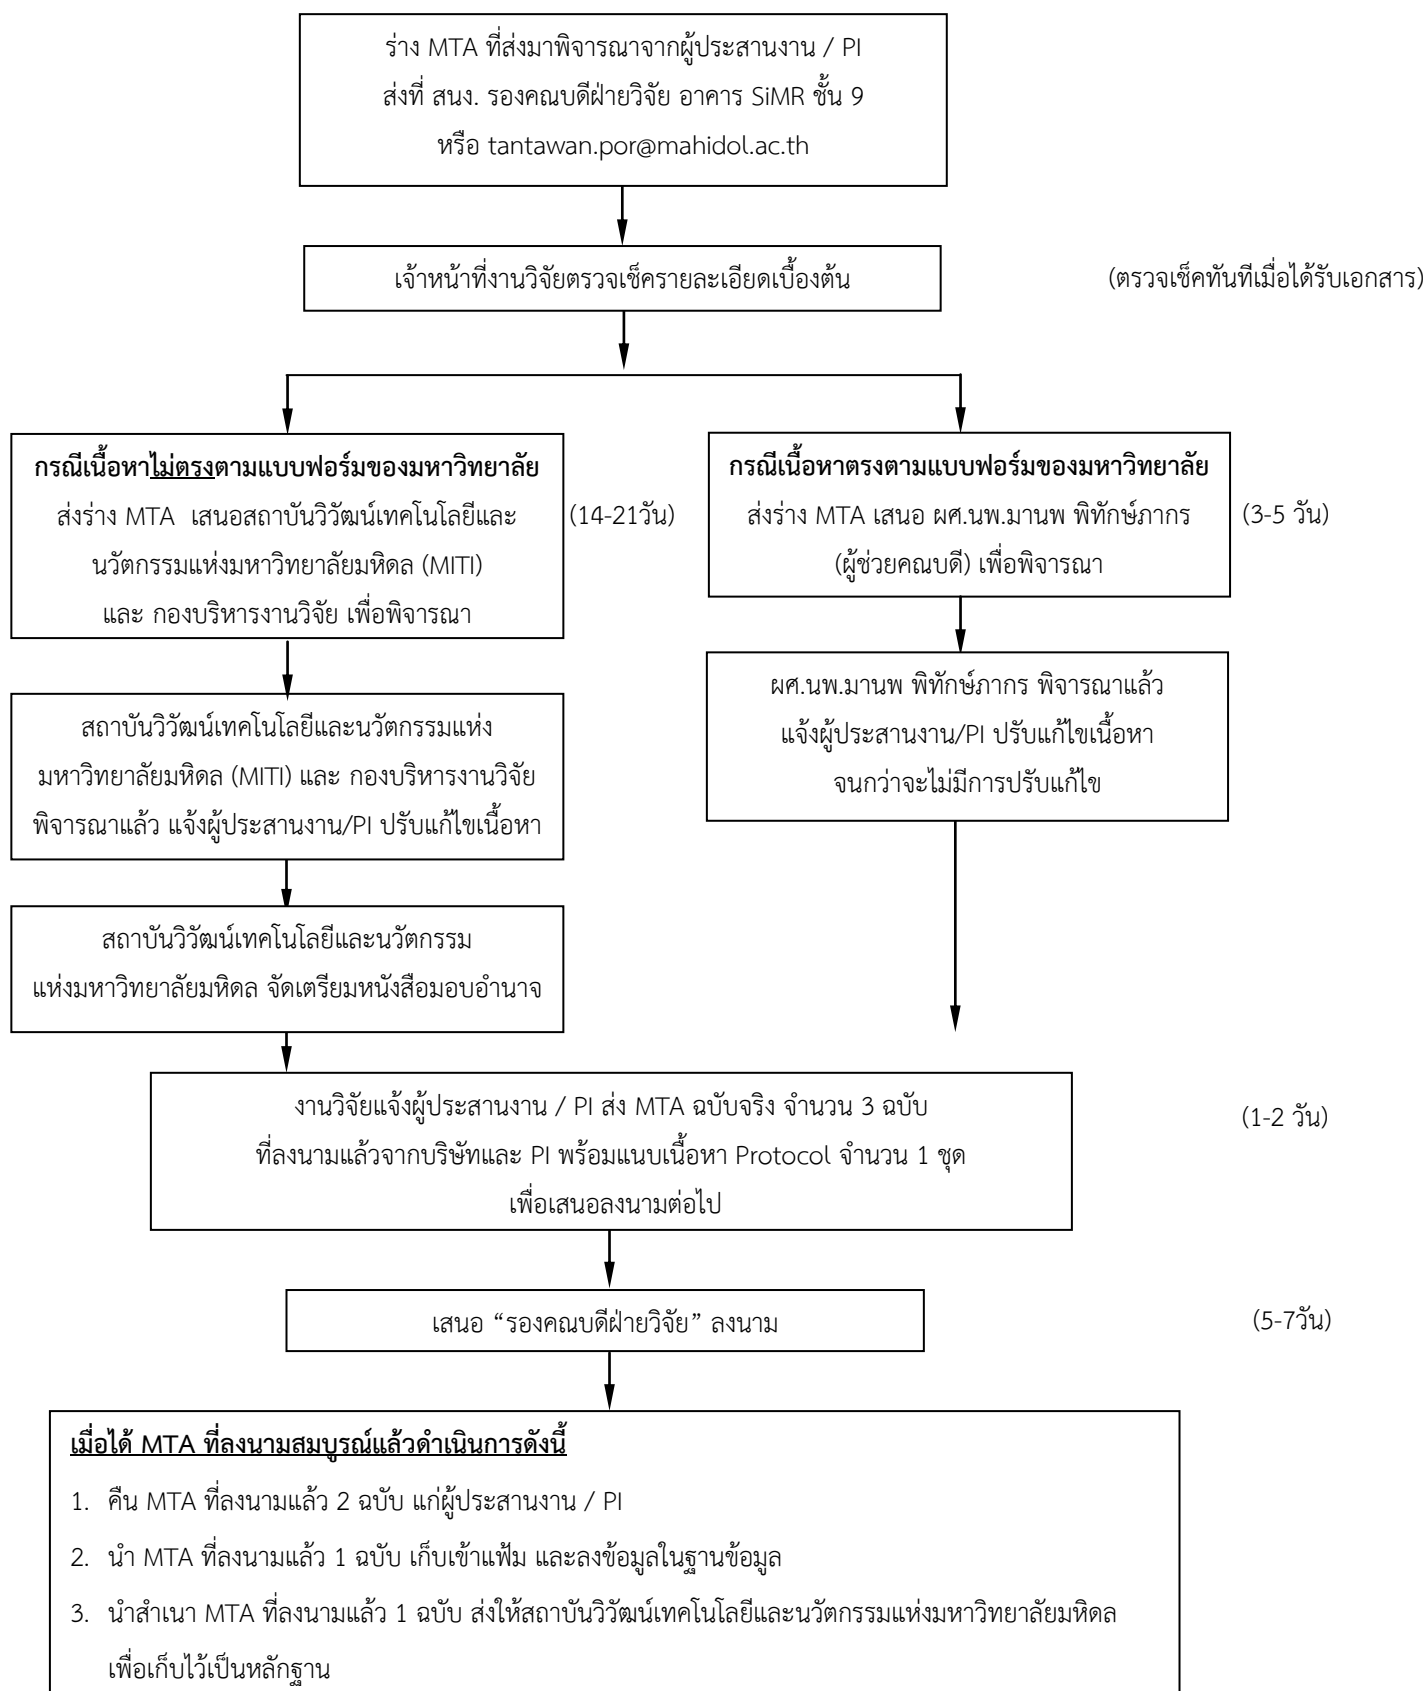 ร่าง MTA ที่ส่งมาพิจารณาจากผู้ประสานงาน / PI
ส่งที่ สนง. รองคณบดีฝ่ายวิจัย อาคาร SiMR ชั้น 9
หรือ tantawan.por@mahidol.ac.th
เจ้าหน้าที่งานวิจัยตรวจเช็ครายละเอียดเบื้องต้น
(ตรวจเช็คทันทีเมื่อได้รับเอกสาร)
กรณีเนื้อหาไม่ตรงตามแบบฟอร์มของมหาวิทยาลัย
ส่งร่าง MTA เสนอสถาบันวิวัฒน์เทคโนโลยีและ
นวัตกรรมแห่งมหาวิทยาลัยมหิดล (MITI)
และ กองบริหารงานวิจัย เพื่อพิจารณา
(14-21วัน)
กรณีเนื้อหาตรงตามแบบฟอร์มของมหาวิทยาลัย
ส่งร่าง MTA เสนอ ผศ.นพ.มานพ พิทักษ์ภากร
(ผู้ช่วยคณบดี) เพื่อพิจารณา
(3-5 วัน)
สถาบันวิวัฒน์เทคโนโลยีและนวัตกรรมแห่ง
มหาวิทยาลัยมหิดล (MITI) และ กองบริหารงานวิจัย
พิจารณาแล้ว แจ้งผู้ประสานงาน/PI ปรับแก้ไขเนื้อหา
ผศ.นพ.มานพ พิทักษ์ภากร พิจารณาแล้ว
แจ้งผู้ประสานงาน/PI ปรับแก้ไขเนื้อหา
จนกว่าจะไม่มีการปรับแก้ไข
สถาบันวิวัฒน์เทคโนโลยีและนวัตกรรม
แห่งมหาวิทยาลัยมหิดล จัดเตรียมหนังสือมอบอำนาจ
งานวิจัยแจ้งผู้ประสานงาน / PI ส่ง MTA ฉบับจริง จำนวน 3 ฉบับ
ที่ลงนามแล้วจากบริษัทและ PI พร้อมแนบเนื้อหา Protocol จำนวน 1 ชุด
เพื่อเสนอลงนามต่อไป
(1-2 วัน)
เสนอ “รองคณบดีฝ่ายวิจัย” ลงนาม
(5-7วัน)
เมื่อได้ MTA ที่ลงนามสมบูรณ์แล้วดำเนินการดังนี้
1. คืน MTA ที่ลงนามแล้ว 2 ฉบับ แก่ผู้ประสานงาน / PI
2. นำ MTA ที่ลงนามแล้ว 1 ฉบับ เก็บเข้าแฟ้ม และลงข้อมูลในฐานข้อมูล
3. นำสำเนา MTA ที่ลงนามแล้ว 1 ฉบับ ส่งให้สถาบันวิวัฒน์เทคโนโลยีและนวัตกรรมแห่งมหาวิทยาลัยมหิดล
เพื่อเก็บไว้เป็นหลักฐาน